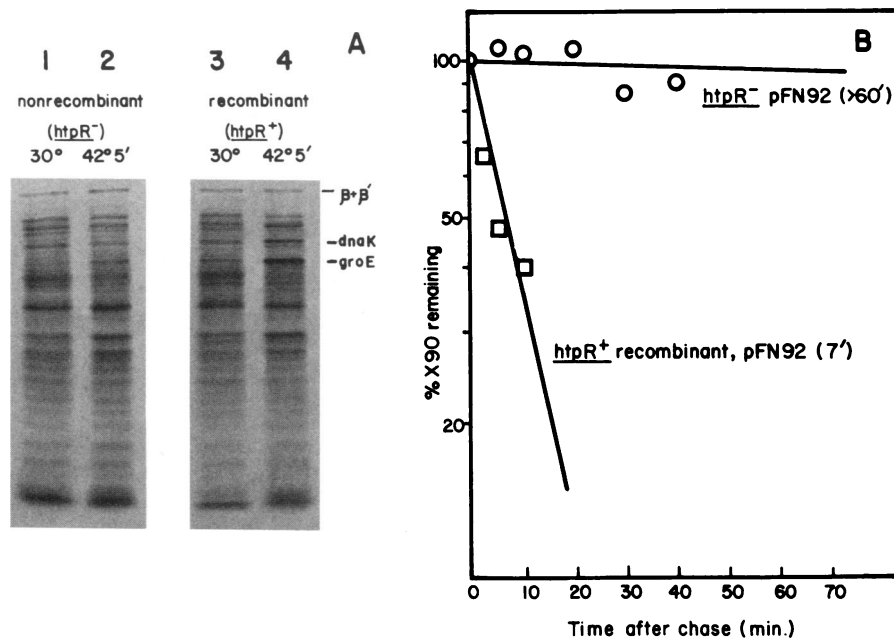 A
1 2 3 4
nonrecombinant recombinant
(htpR⁻) (htpR⁺)
30° 42°5′ 30° 42°5′
β+β′
dnaK
groE
B
% X90 remaining
100
50
20
htpR⁻ pFN92 (>60′)
htpR⁺ recombinant, pFN92 (7′)
0 10 20 30 40 50 60 70
Time after chase (min.)